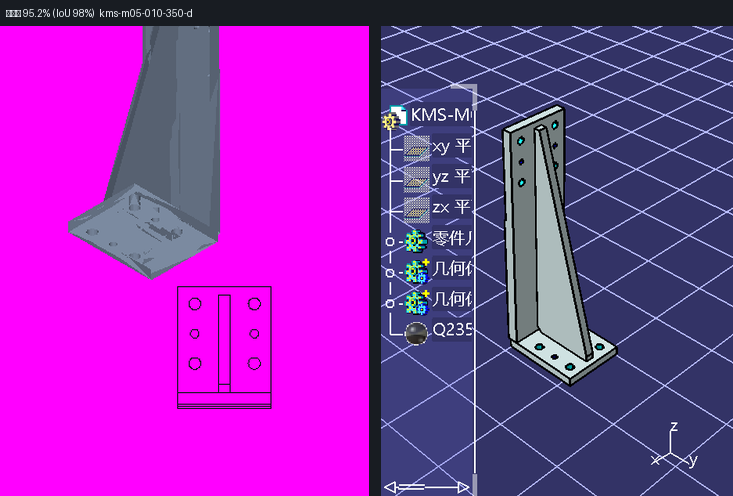 95.2% (IoU 98%) kms-m05-010-350-d
KMS-M
xy 平
yz 平
zx 平
零件
几何
几何
Q235
z
x
y